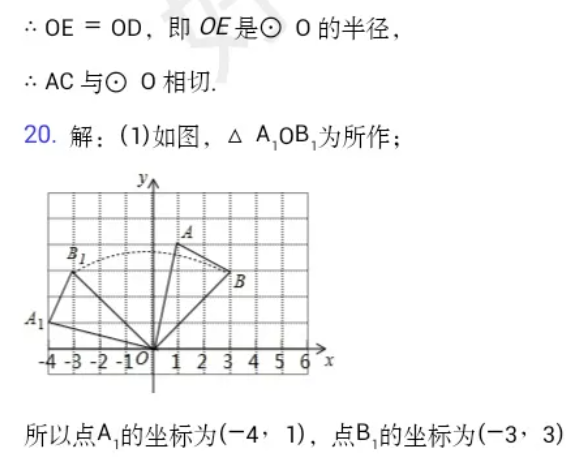 ∴ OE = OD，即 OE 是⊙ O 的半径，
∴ AC 与⊙ O 相切.
20. 解：(1)如图，△ A₁OB₁为所作；
y
A
B₁
B
A₁
-4 -3 -2 -1 O 1 2 3 4 5 6 x
所以点A₁的坐标为(−4，1)，点B₁的坐标为(−3，3)